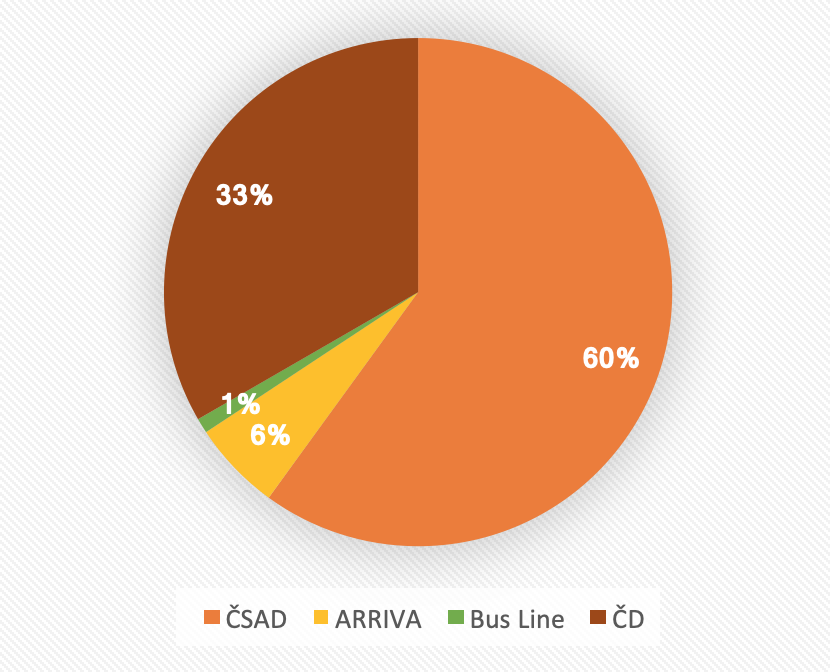 33%
60%
1%
6%
ČSAD ARRIVA Bus Line ČD